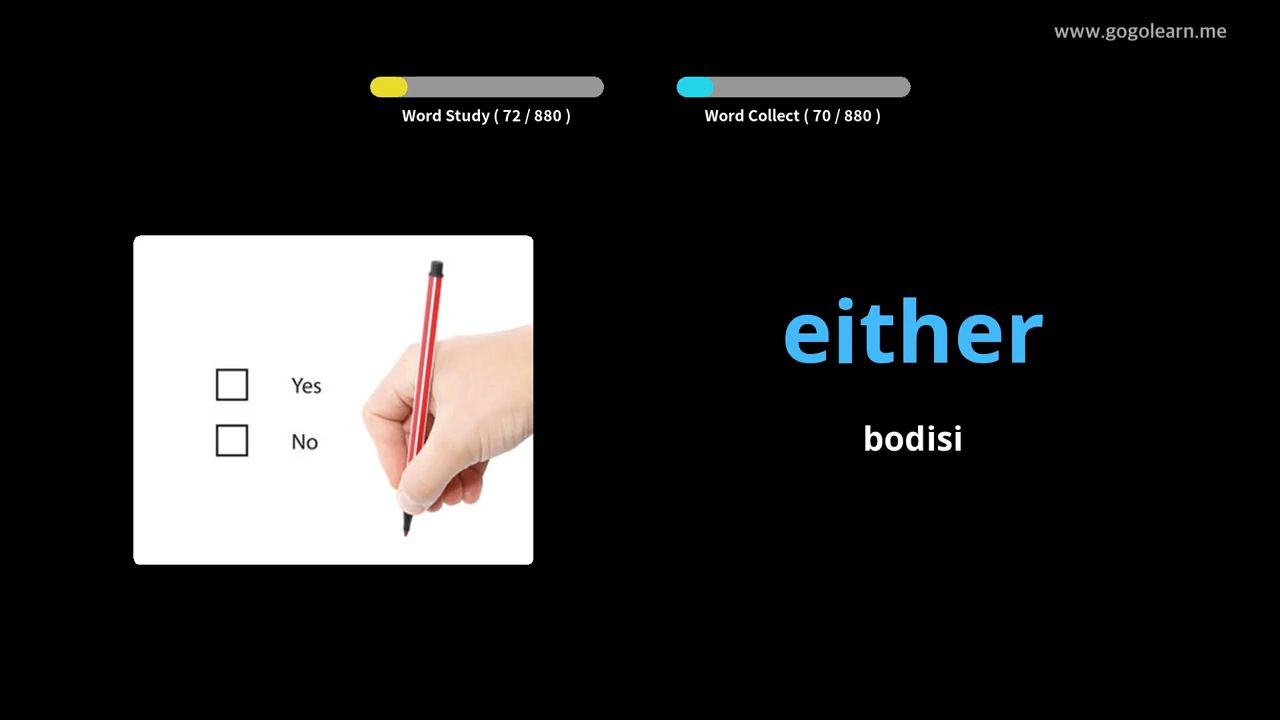 www.gogolearn.me
Word Study ( 72 / 880 )
Word Collect ( 70 / 880 )
Yes
No
either
bodisi